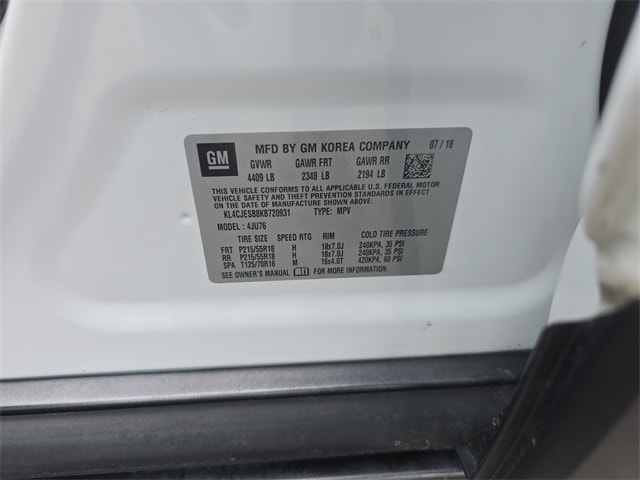 GM MFD BY GM KOREA COMPANY 07 / 18
GVWR GAWR FRT GAWR RR
4409 LB 2348 LB 2194 LB
THIS VEHICLE CONFORMS TO ALL APPLICABLE U.S. FEDERAL MOTOR
VEHICLE SAFETY AND THEFT PREVENTION STANDARDS IN EFFECT
ON THE DATE OF MANUFACTURE SHOWN ABOVE.
KL4CJESB8KB720931 TYPE: MPV
MODEL : 4JU76
TIRE SIZE SPEED RTG RIM COLD TIRE PRESSURE
FRT P215/55R18 H 18x7.0J 240KPA, 35 PSI
RR P215/55R18 H 18x7.0J 240KPA, 35 PSI
SPA T125/70R16 M 16x4.0T 420KPA, 60 PSI
SEE OWNER'S MANUAL FOR MORE INFORMATION.